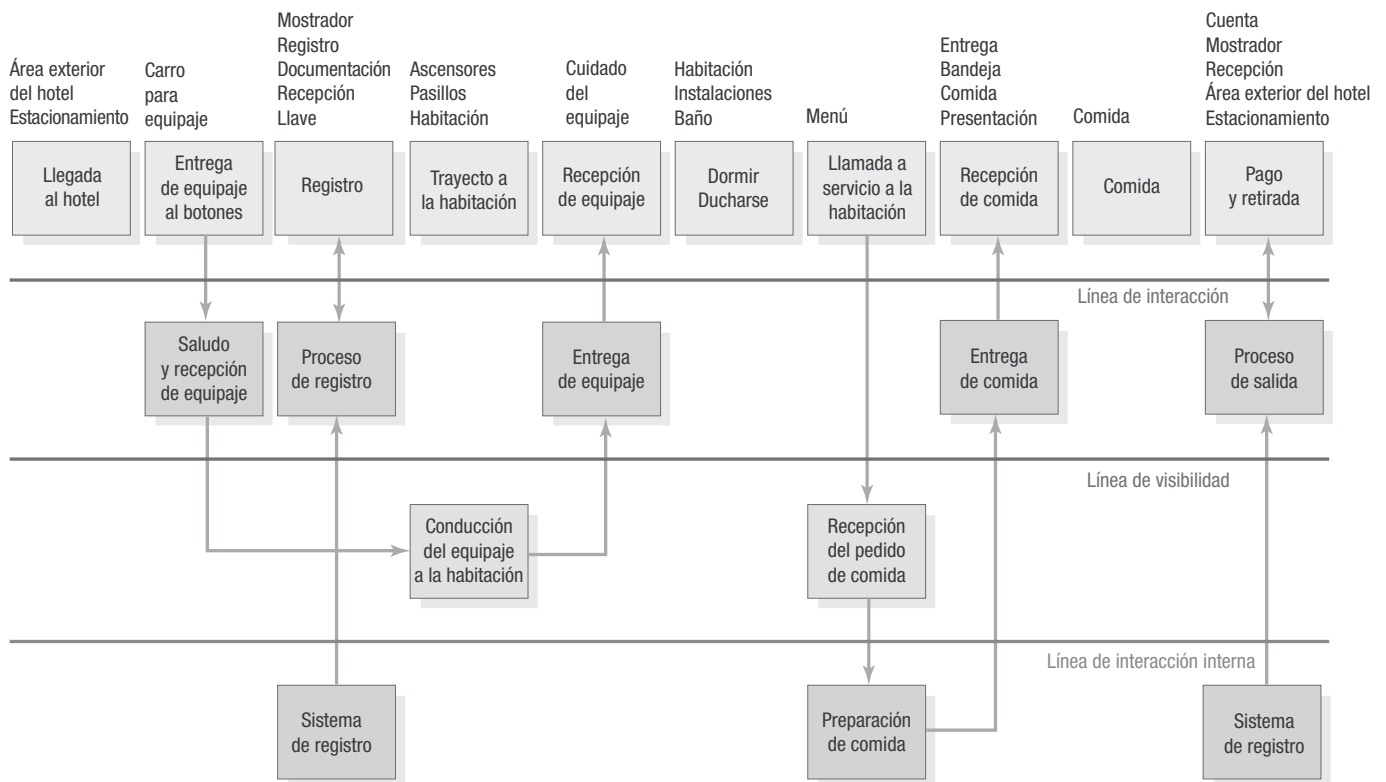 Área exterior
del hotel
Estacionamiento
Carro
para
equipaje
Mostrador
Registro
Documentación
Recepción
Llave
Ascensores
Pasillos
Habitación
Cuidado
del
equipaje
Habitación
Instalaciones
Baño
Menú
Entrega
Bandeja
Comida
Presentación
Comida
Cuenta
Mostrador
Recepción
Área exterior del hotel
Estacionamiento
Llegada
al hotel
Entrega
de equipaje
al botones
Registro
Trayecto a
la habitación
Recepción
de equipaje
Dormir
Ducharse
Llamada a
servicio a la
habitación
Recepción
de comida
Comida
Pago
y retirada
Línea de interacción
Saludo
y recepción
de equipaje
Proceso
de registro
Entrega
de equipaje
Entrega
de comida
Proceso
de salida
Línea de visibilidad
Conducción
del equipaje
a la habitación
Recepción
del pedido
de comida
Línea de interacción interna
Sistema
de registro
Preparación
de comida
Sistema
de registro